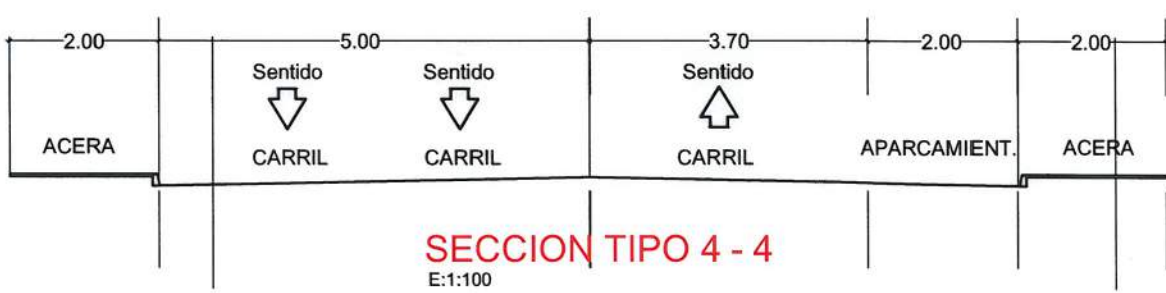 2.00 5.00 3.70 2.00 2.00
Sentido Sentido Sentido
ACERA CARRIL CARRIL CARRIL APARCAMIENT. ACERA
SECCION TIPO 4 - 4
E:1:100